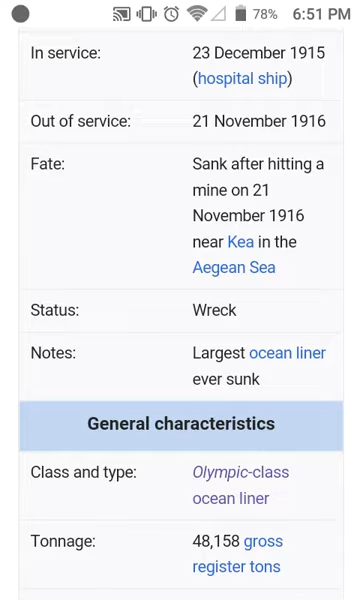 78% 6:51 PM
In service: 23 December 1915
(hospital ship)
Out of service: 21 November 1916
Fate: Sank after hitting a
mine on 21
November 1916
near Kea in the
Aegean Sea
Status: Wreck
Notes: Largest ocean liner
ever sunk
General characteristics
Class and type: Olympic-class
ocean liner
Tonnage: 48,158 gross
register tons